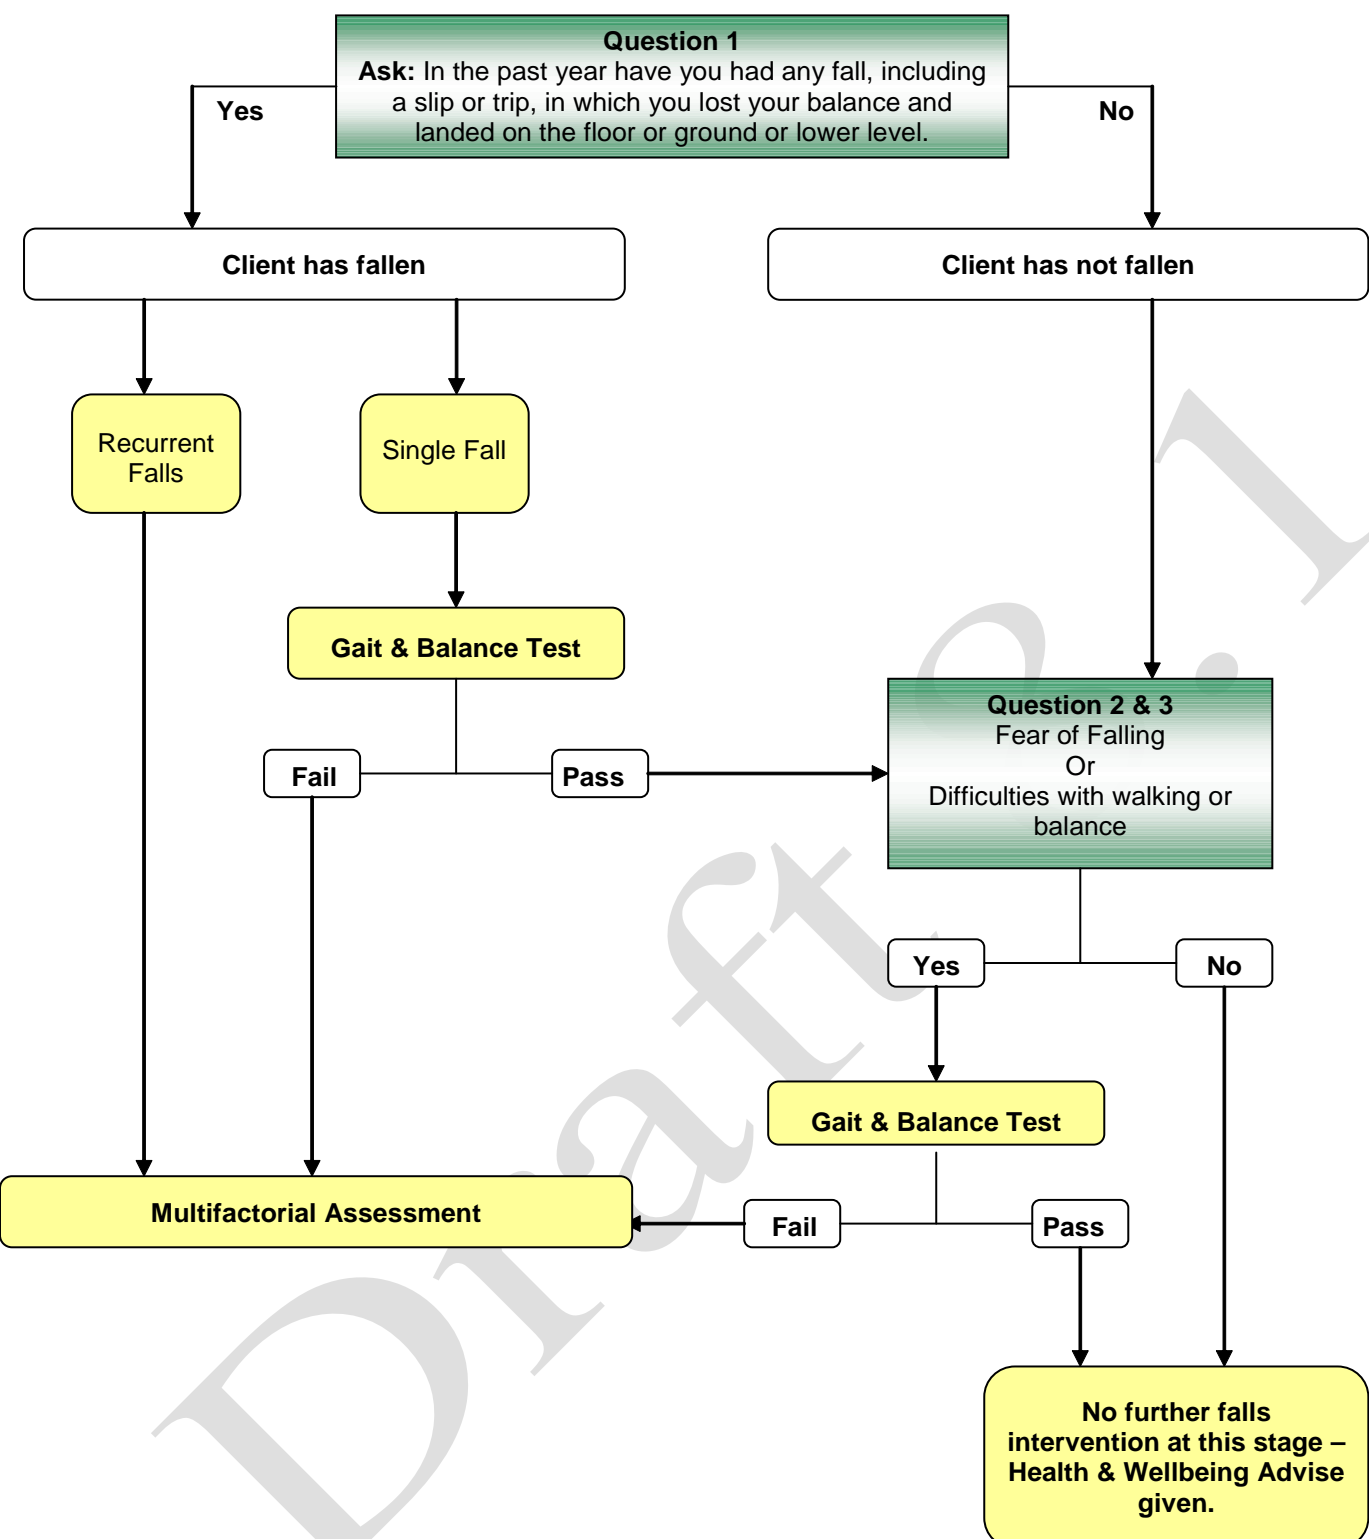 Question 1
Ask: In the past year have you had any fall, including
a slip or trip, in which you lost your balance and
landed on the floor or ground or lower level.
Yes
No
Client has fallen
Client has not fallen
Recurrent
Falls
Single Fall
Gait & Balance Test
Question 2 & 3
Fear of Falling
Or
Difficulties with walking or
balance
Fail
Pass
Yes
No
Gait & Balance Test
Multifactorial Assessment
Fail
Pass
No further falls
intervention at this stage –
Health & Wellbeing Advise
given.
Draft